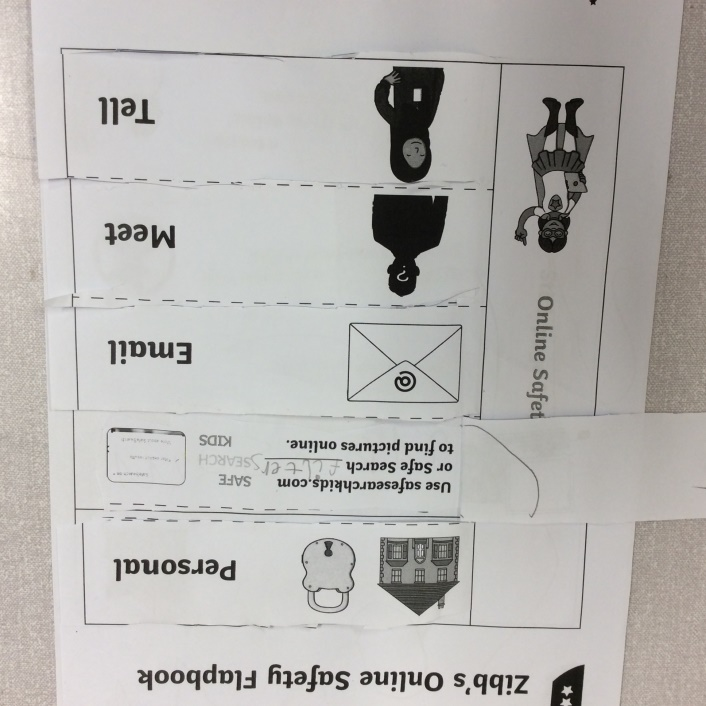 Zibb's Online Safety Flapbook
Personal
Use safesearchkids.com
or Safe Search filters
to find pictures online.
SAFE
SEARCH
KIDS
@
Email
?
Meet
Tell
Online Safet